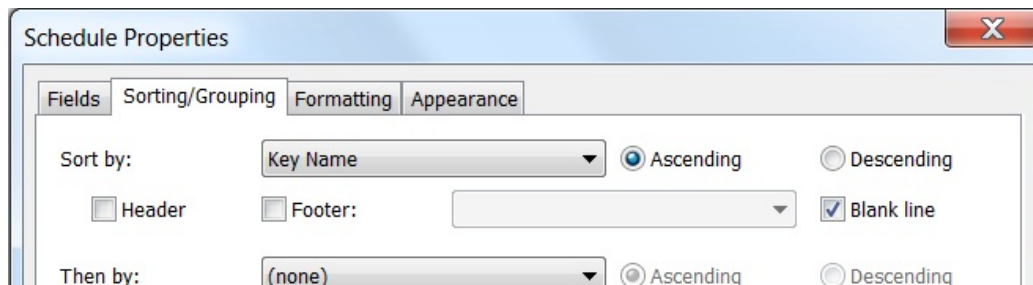 Schedule Properties
Fields Sorting/Grouping Formatting Appearance
Sort by: Key Name Ascending Descending
Header Footer: Blank line
Then by: (none) Ascending Descending